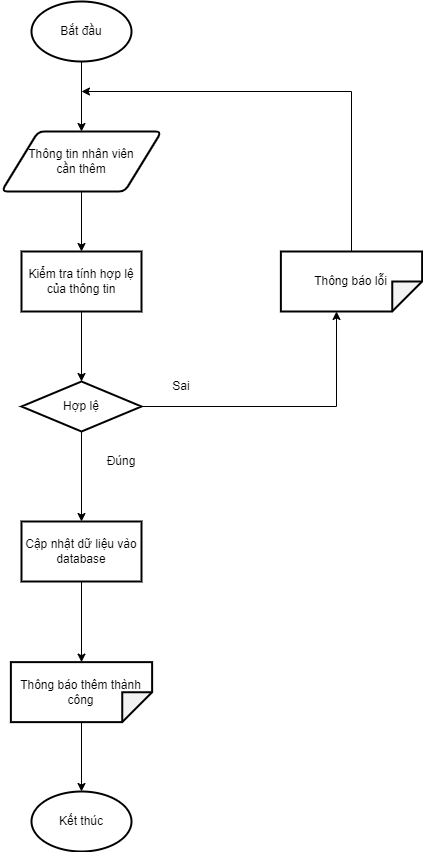 Bắt đầu
Thông tin nhân viên
cần thêm
Kiểm tra tính hợp lệ
của thông tin
Thông báo lỗi
Sai
Hợp lệ
Đúng
Cập nhật dữ liệu vào
database
Thông báo thêm thành
công
Kết thúc